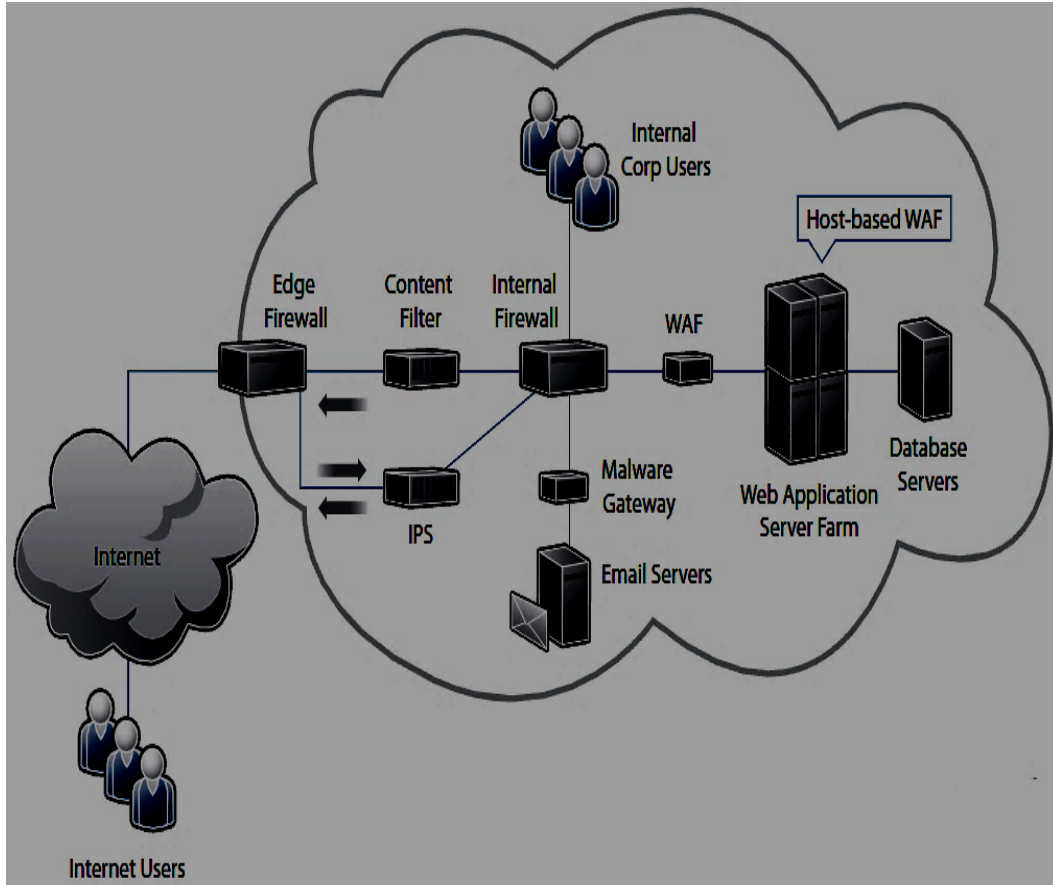 Internal
Corp Users
Host-based WAF
Edge
Firewall
Content
Filter
Internal
Firewall
WAF
Malware
Gateway
Database
Servers
Web Application
Server Farm
IPS
Internet
Email Servers
Internet Users